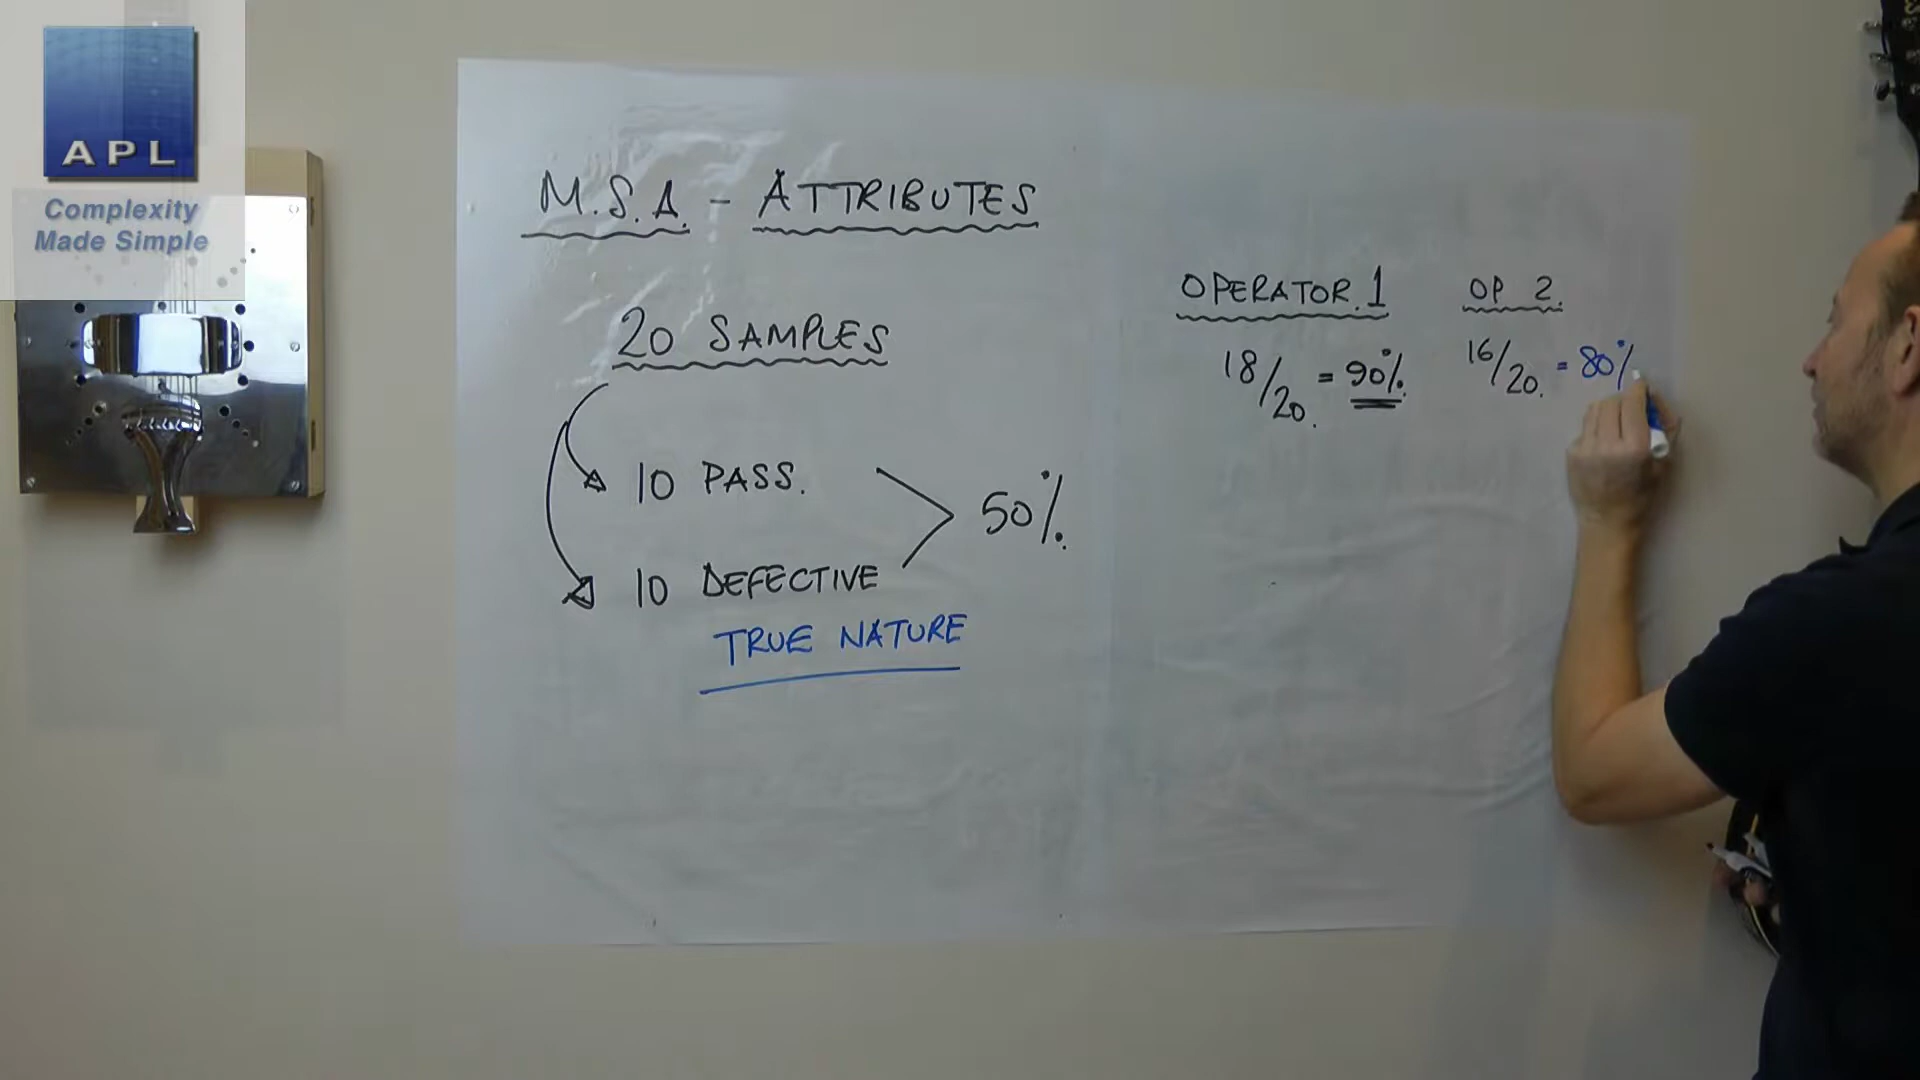 APL
Complexity
Made Simple
M.S.A. - ATTRIBUTES
20 SAMPLES
10 PASS.
10 DEFECTIVE
50%.
TRUE NATURE
OPERATOR.1
18/20. = 90%.
OP 2.
16/20. = 80%